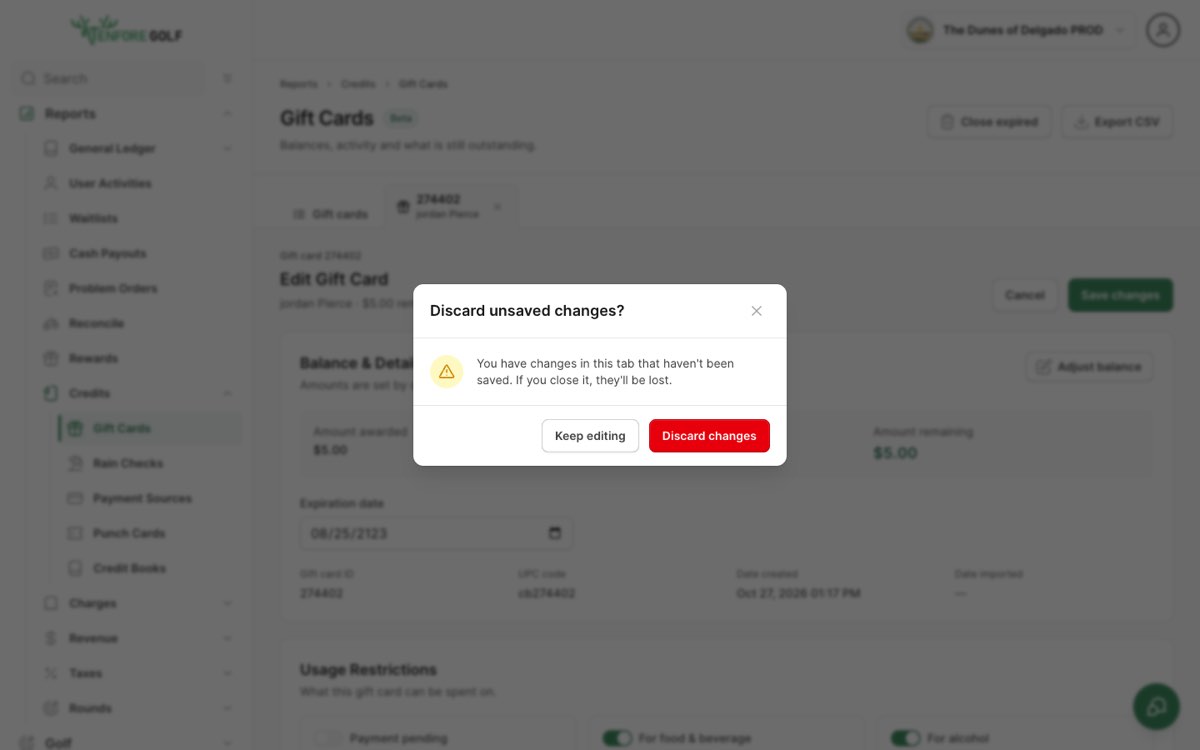 TENFORE GOLF
The Dunes of Delgado PROD
Search
Reports
General Ledger
User Activities
Waitlists
Cash Payouts
Problem Orders
Reconcile
Rewards
Credits
Gift Cards
Rain Checks
Payment Sources
Punch Cards
Credit Books
Charges
Revenue
Taxes
Rounds
Golf
Reports > Credits > Gift Cards
Gift Cards Beta
Balances, activity and what is still outstanding.
Close expired
Export CSV
Gift cards
274402
jordan Pierce
Gift card 274402
Edit Gift Card
jordan Pierce · $5.00
Cancel
Save changes
Discard unsaved changes?
You have changes in this tab that haven't been
saved. If you close it, they'll be lost.
Keep editing
Discard changes
Balance &
Amounts are set by
Adjust balance
Amount awarded
$5.00
Amount remaining
$5.00
Expiration date
08/25/2123
Gift card ID
274402
UPC code
cb274402
Date created
Oct 27, 2026 01:17 PM
Date imported
—
Usage Restrictions
What this gift card can be spent on.
Payment pending
For food & beverage
For alcohol